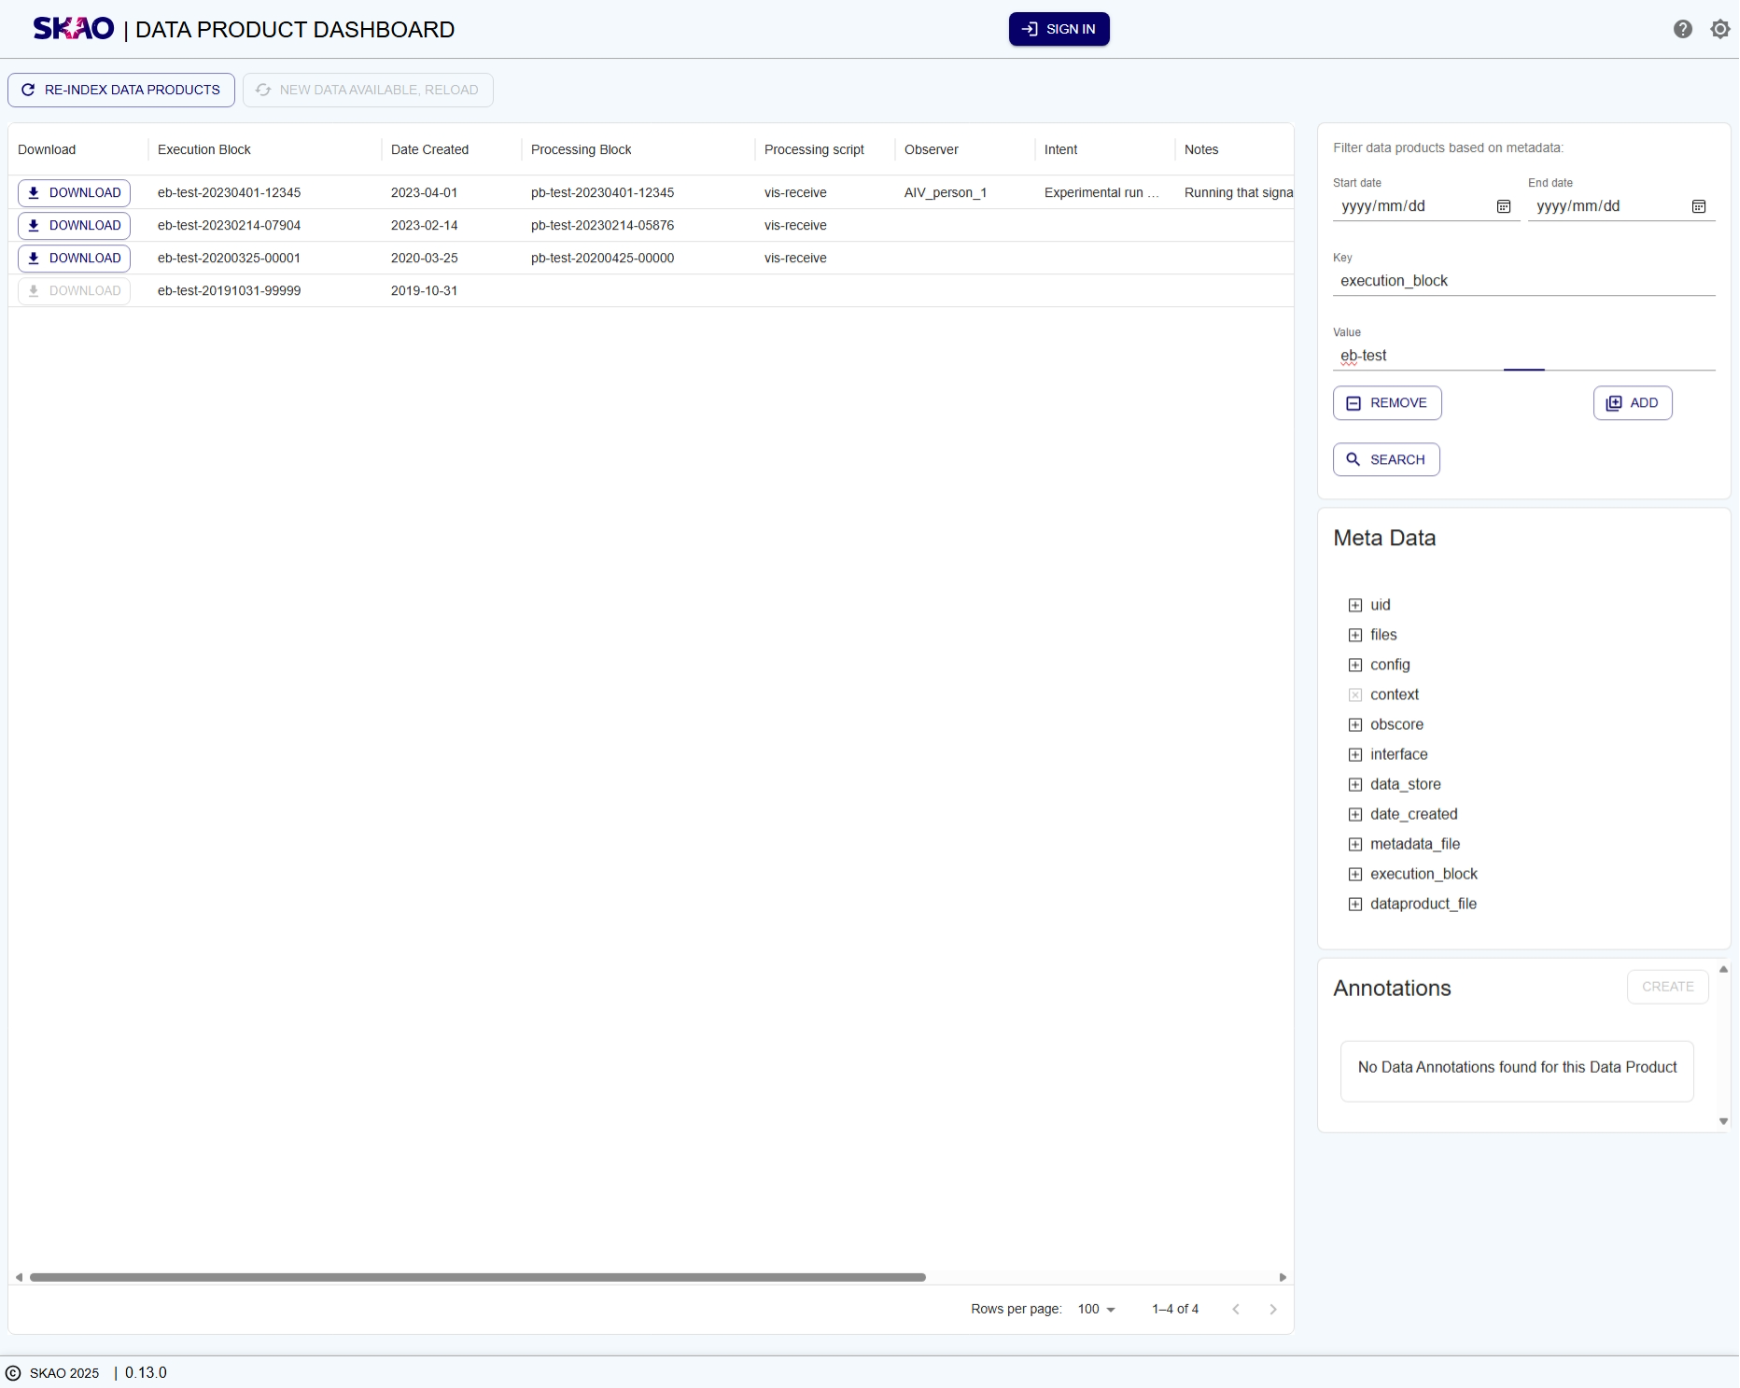 SKAO | DATA PRODUCT DASHBOARD
SIGN IN
RE-INDEX DATA PRODUCTS
NEW DATA AVAILABLE, RELOAD
Download Execution Block Date Created Processing Block Processing script Observer Intent Notes
DOWNLOAD eb-test-20230401-12345 2023-04-01 pb-test-20230401-12345 vis-receive AIV_person_1 Experimental run ... Running that signa
DOWNLOAD eb-test-20230214-07904 2023-02-14 pb-test-20230214-05876 vis-receive
DOWNLOAD eb-test-20200325-00001 2020-03-25 pb-test-20200425-00000 vis-receive
DOWNLOAD eb-test-20191031-99999 2019-10-31
Rows per page: 100 1–4 of 4
Filter data products based on metadata:
Start date End date
yyyy/mm/dd yyyy/mm/dd
Key
execution_block
Value
eb-test
REMOVE ADD
SEARCH
Meta Data
uid
files
config
context
obscore
interface
data_store
date_created
metadata_file
execution_block
dataproduct_file
Annotations CREATE
No Data Annotations found for this Data Product
© SKAO 2025 | 0.13.0